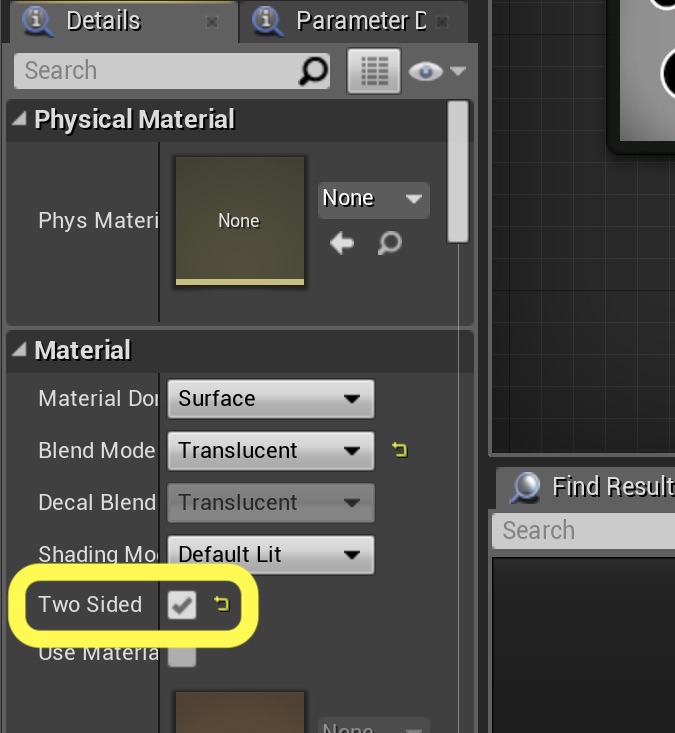 Details
Parameter D
Search
Physical Material
Phys Materi
None
None
Material
Material Dor
Surface
Blend Mode
Translucent
Decal Blend
Translucent
Shading Mo
Default Lit
Two Sided
Use Materia
None
Find Result
Search